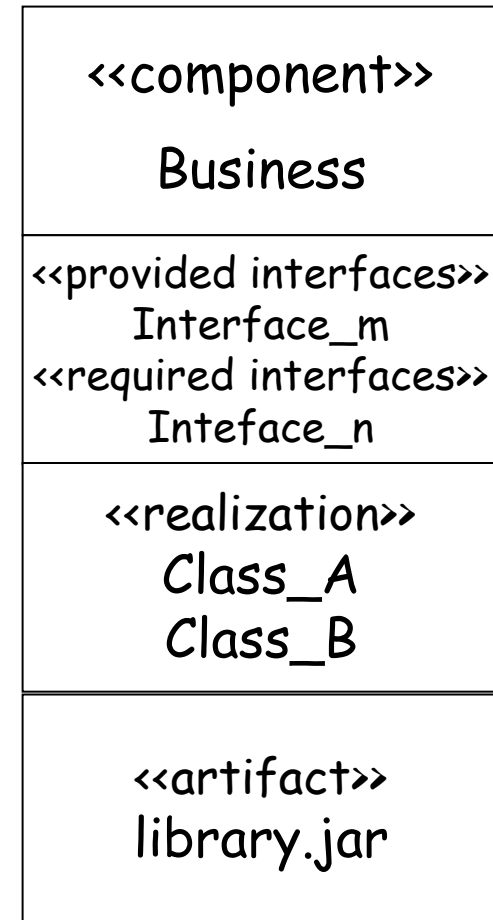 <<component>>
Business
<<provided interfaces>>
Interface_m
<<required interfaces>>
Inteface_n
<<realization>>
Class_A
Class_B
<<artifact>>
library.jar